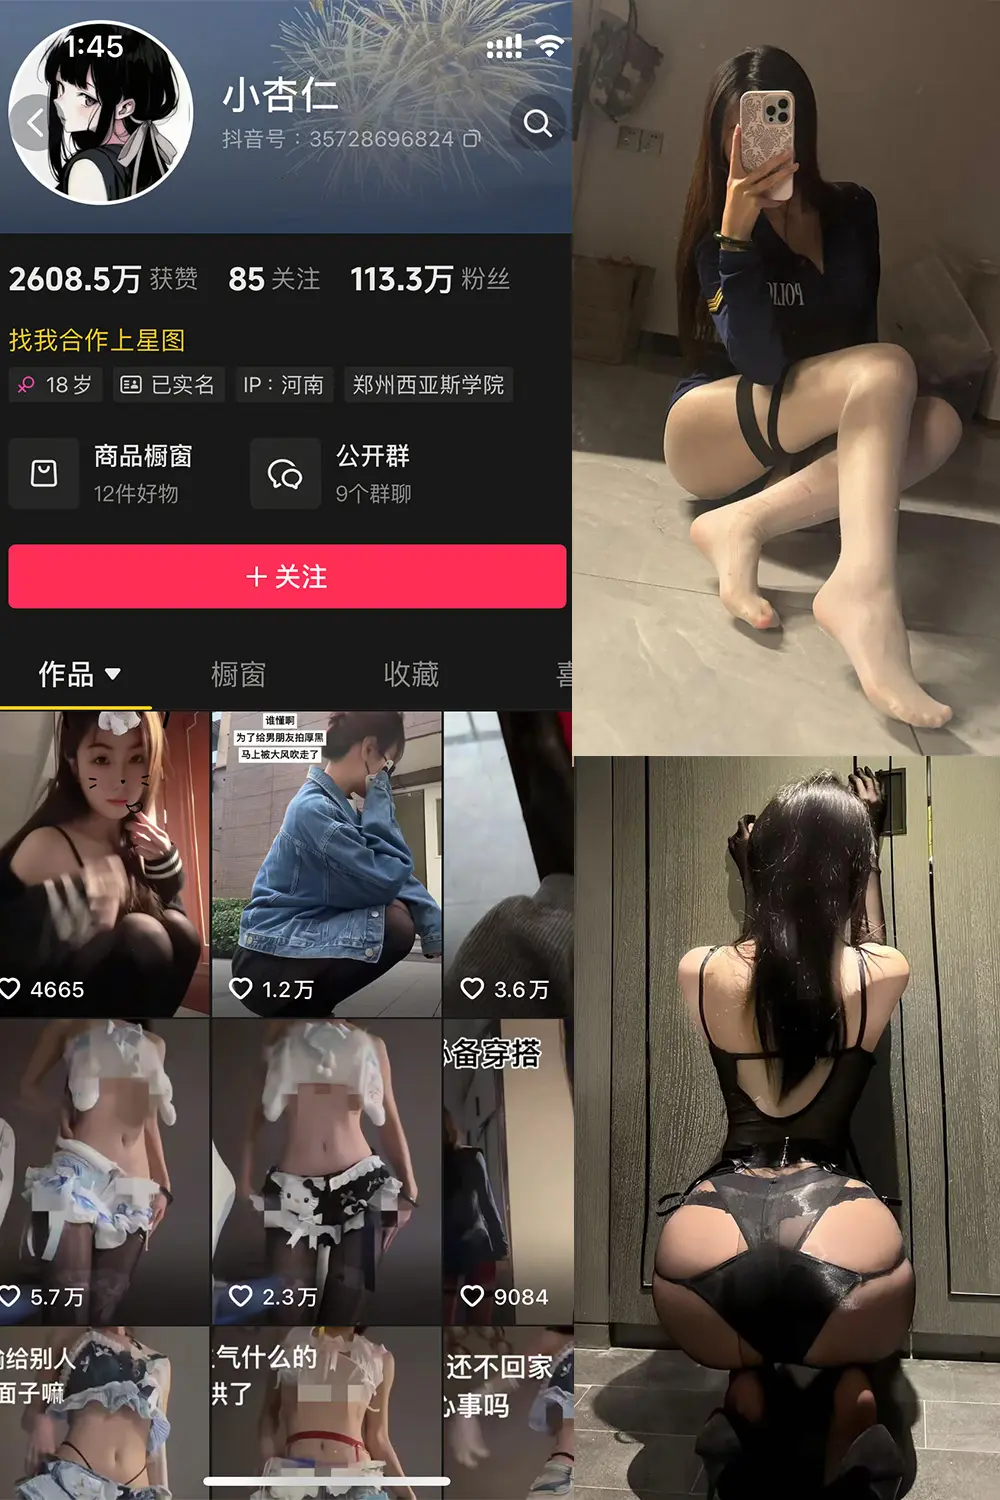 1:45
小杏仁
抖音号：35728696824
2608.5万 获赞 85 关注 113.3万 粉丝
找我合作上星图
18岁 已实名 IP：河南 郑州西亚斯学院
商品橱窗 公开群
12件好物 9个群聊
+ 关注
作品 橱窗 收藏 喜
谁懂啊
为了给男朋友拍厚黑
马上被大风吹走了
4665 1.2万 3.6万
备穿搭
5.7万 2.3万 9084
给别人
面子嘛
气什么的
哄了
还不回家
心事吗
POLIC